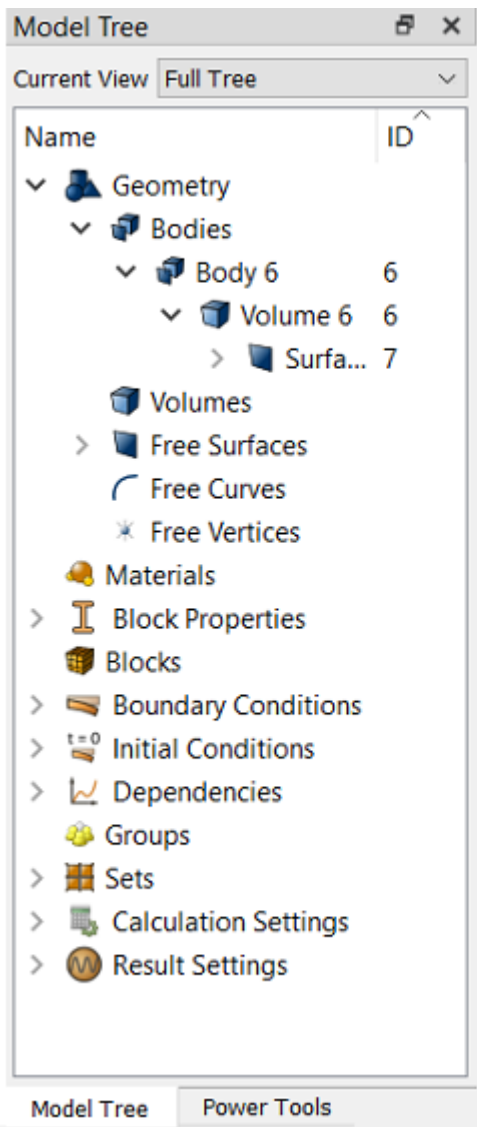 Model Tree
Current View Full Tree
Name ID
Geometry
Bodies
Body 6 6
Volume 6 6
Surfa... 7
Volumes
Free Surfaces
Free Curves
Free Vertices
Materials
Block Properties
Blocks
Boundary Conditions
t=0 Initial Conditions
Dependencies
Groups
Sets
Calculation Settings
Result Settings
Model Tree Power Tools